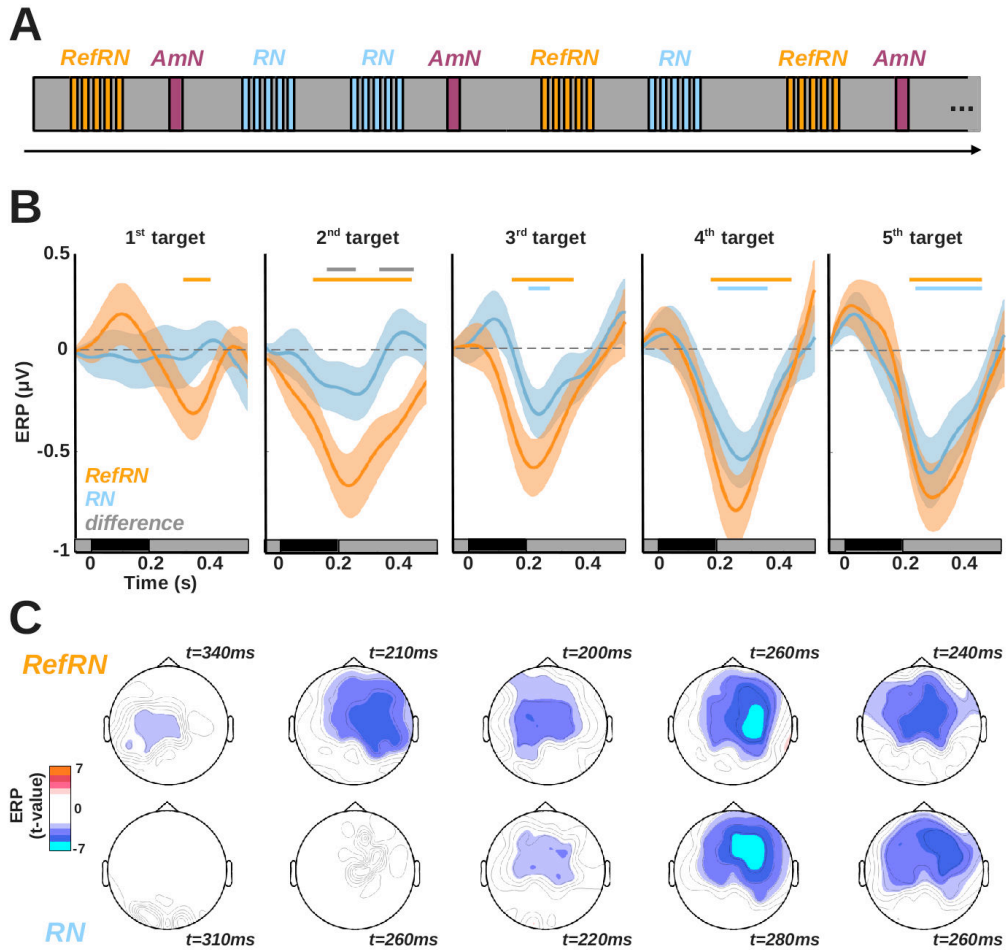 A
RefRN AmN RN RN AmN RefRN RN RefRN AmN
...
B
1st target 2nd target 3rd target 4th target 5th target
0.5
0
-0.5
-1
ERP (μV)
RefRN
RN
difference
0 0.2 0.4 0 0.2 0.4 0 0.2 0.4 0 0.2 0.4 0 0.2 0.4
Time (s)
C
RefRN
t=340ms t=210ms t=200ms t=260ms t=240ms
7
0
-7
ERP
(t-value)
RN
t=310ms t=260ms t=220ms t=280ms t=260ms